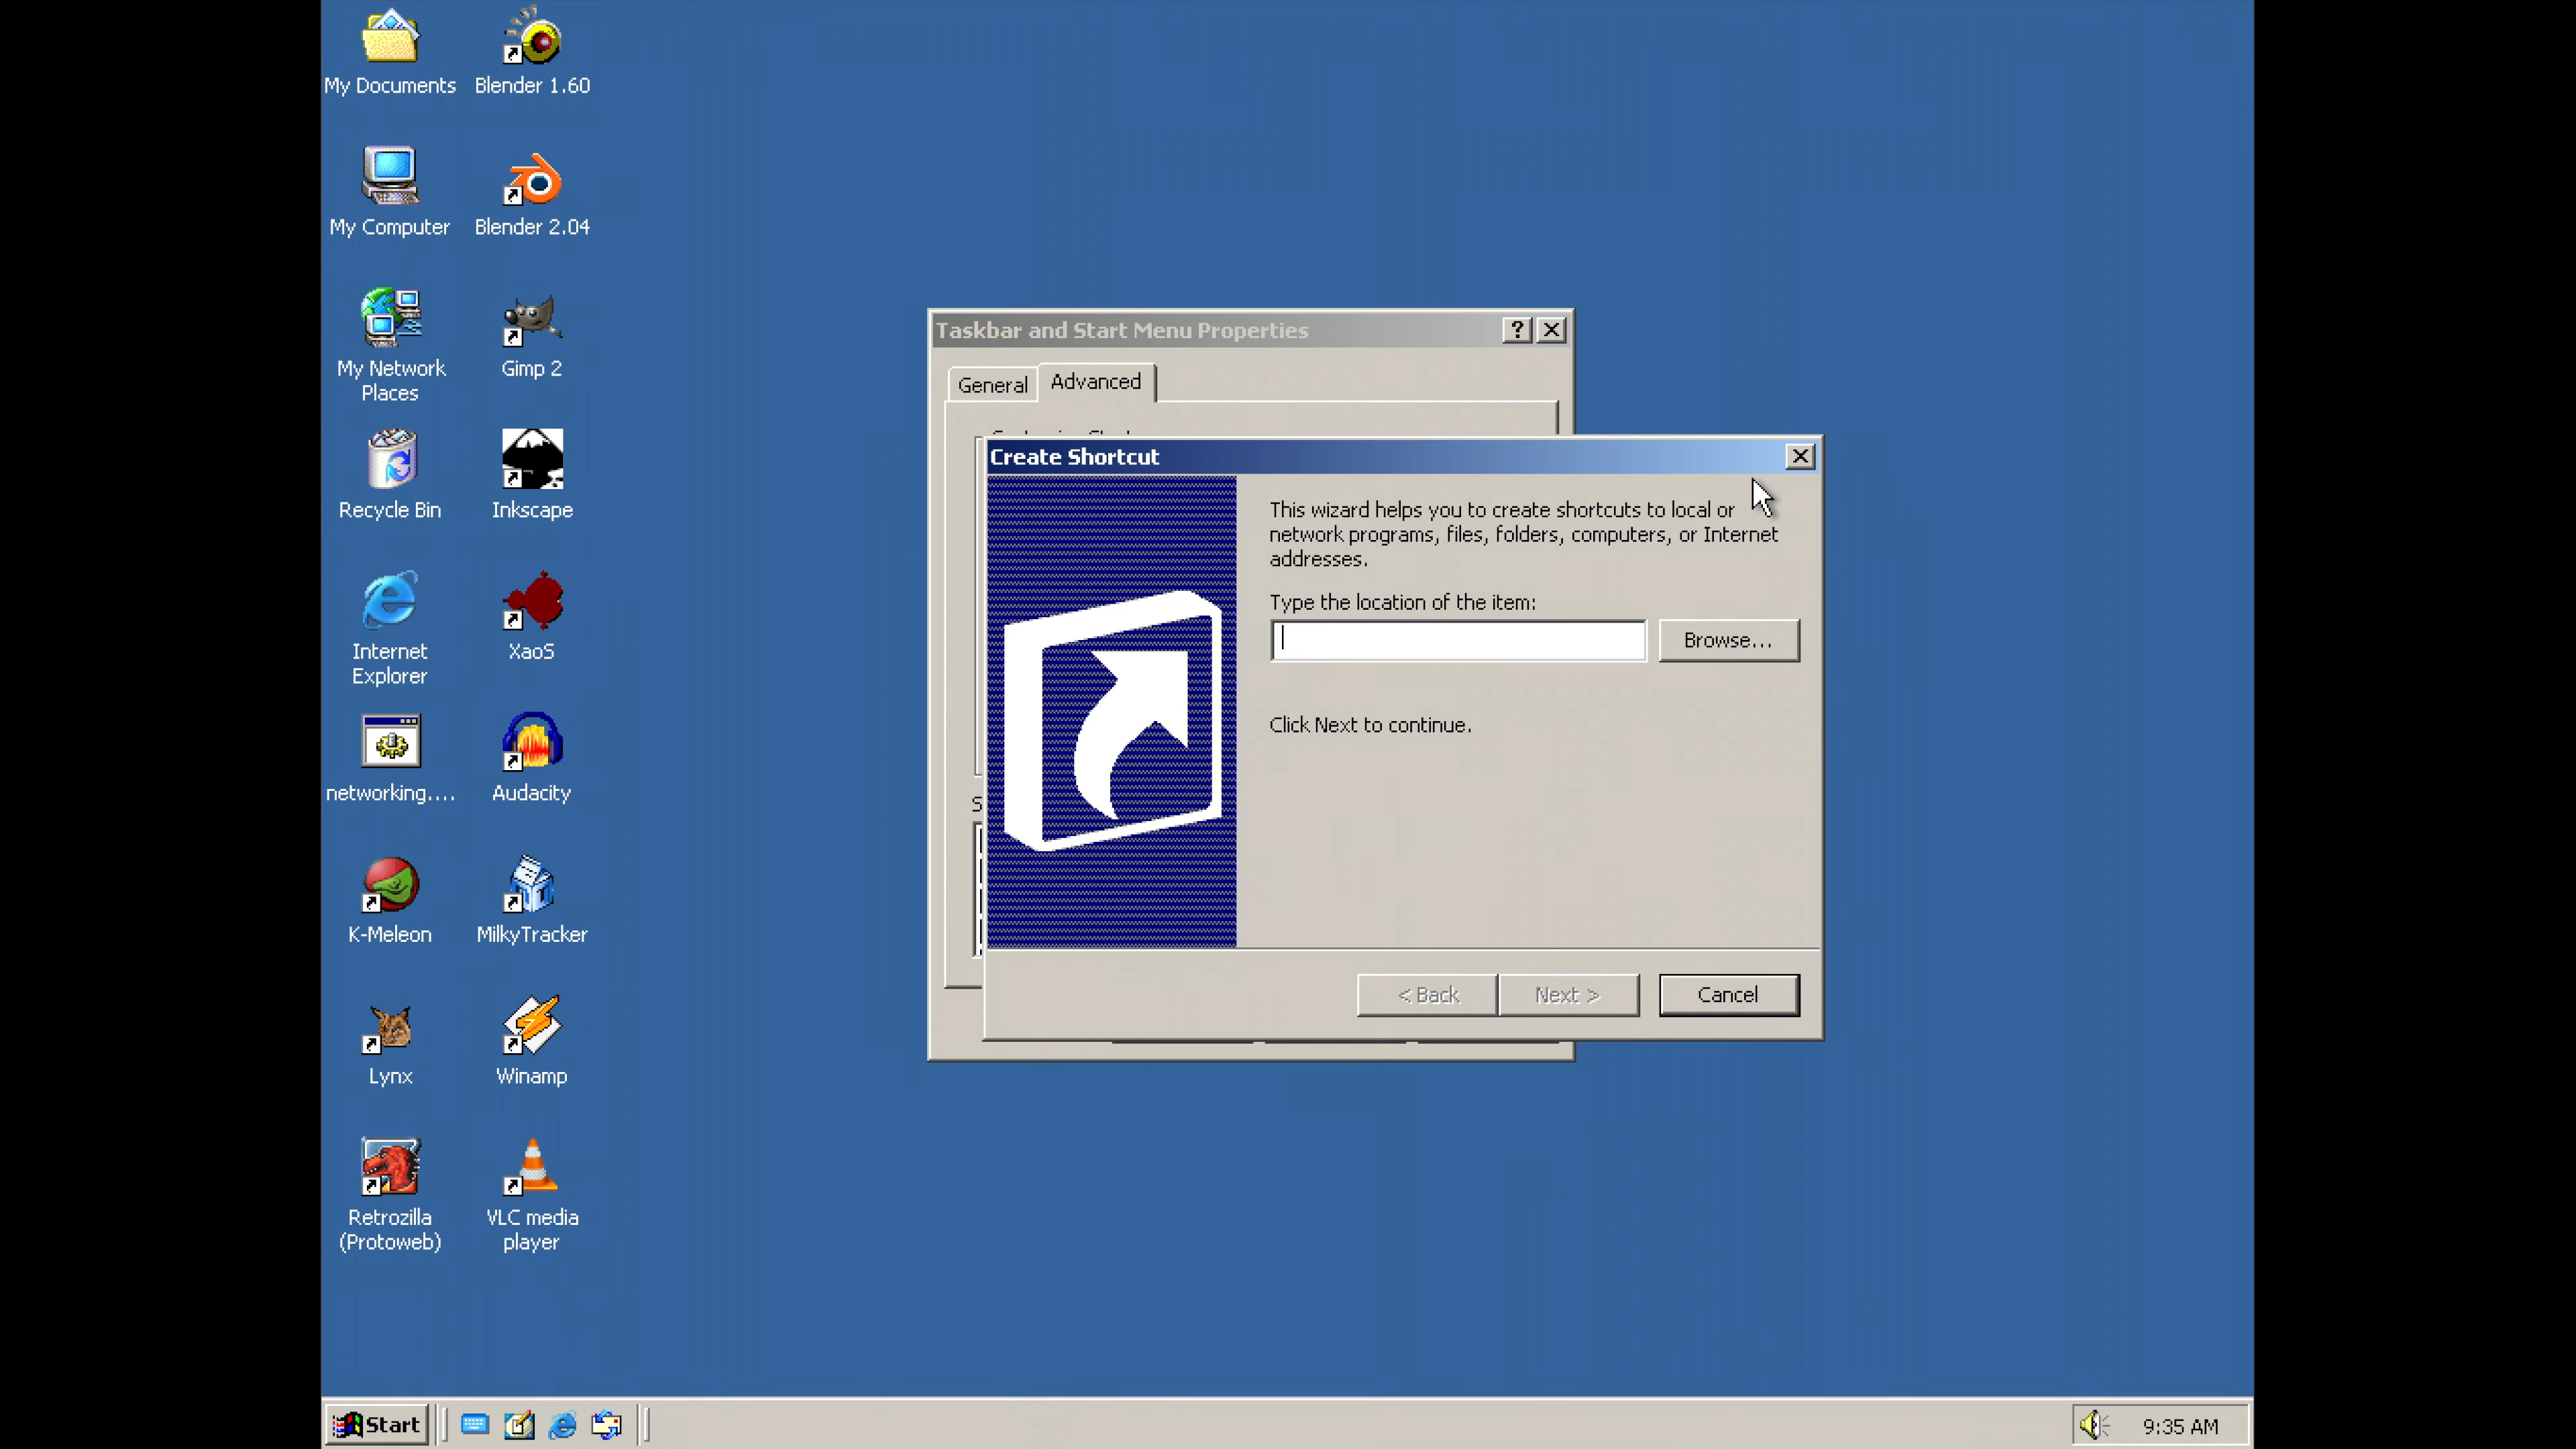 My Documents
Blender 1.60
My Computer
Blender 2.04
My Network
Places
Gimp 2
Recycle Bin
Inkscape
Internet
Explorer
XaoS
networking....
Audacity
K-Meleon
MilkyTracker
Lynx
Winamp
Retrozilla
(Protoweb)
VLC media
player
Taskbar and Start Menu Properties
General
Advanced
Create Shortcut
This wizard helps you to create shortcuts to local or
network programs, files, folders, computers, or Internet
addresses.
Type the location of the item:
Browse...
Click Next to continue.
< Back
Next >
Cancel
Start
9:35 AM